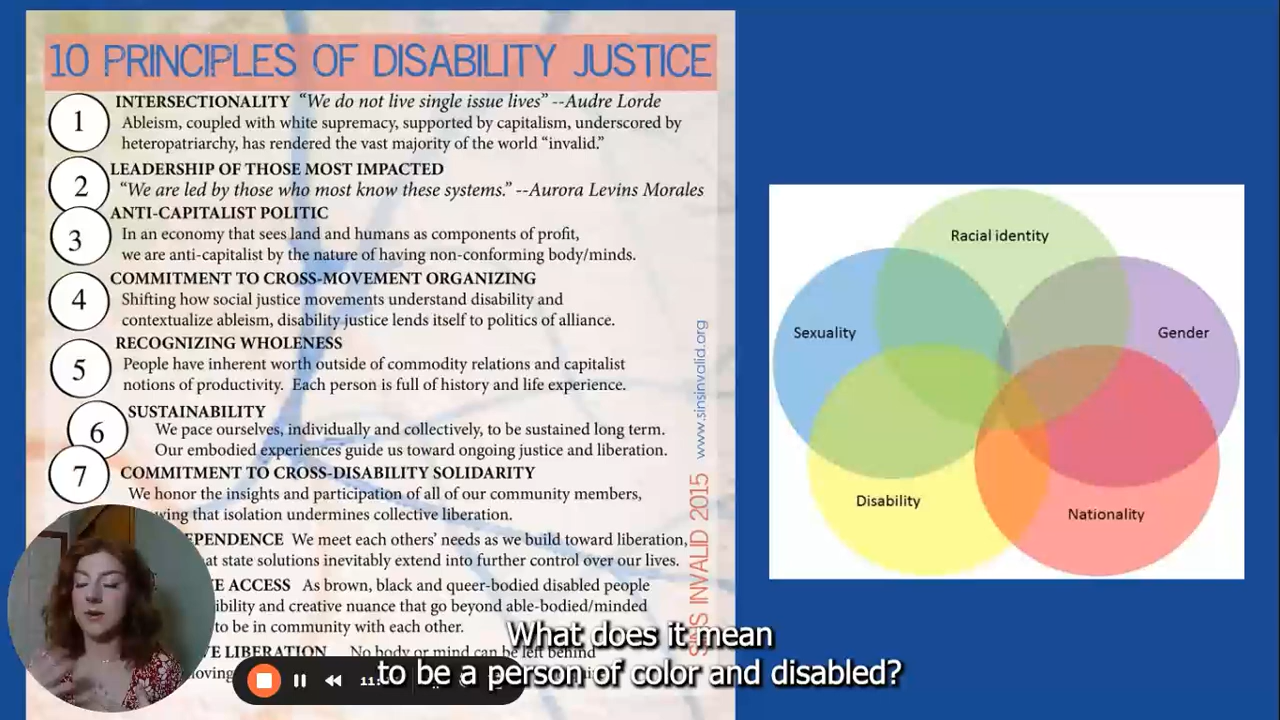 10 PRINCIPLES OF DISABILITY JUSTICE
1
INTERSECTIONALITY "We do not live single issue lives" --Audre Lorde
Ableism, coupled with white supremacy, supported by capitalism, underscored by
heteropatriarchy, has rendered the vast majority of the world "invalid."
2
LEADERSHIP OF THOSE MOST IMPACTED
"We are led by those who most know these systems." --Aurora Levins Morales
3
ANTI-CAPITALIST POLITIC
In an economy that sees land and humans as components of profit,
we are anti-capitalist by the nature of having non-conforming body/minds.
4
COMMITMENT TO CROSS-MOVEMENT ORGANIZING
Shifting how social justice movements understand disability and
contextualize ableism, disability justice lends itself to politics of alliance.
5
RECOGNIZING WHOLENESS
People have inherent worth outside of commodity relations and capitalist
notions of productivity. Each person is full of history and life experience.
6
SUSTAINABILITY
We pace ourselves, individually and collectively, to be sustained long term.
Our embodied experiences guide us toward ongoing justice and liberation.
7
COMMITMENT TO CROSS-DISABILITY SOLIDARITY
We honor the insights and participation of all of our community members,
wing that isolation undermines collective liberation.
EPENDENCE We meet each others' needs as we build toward liberation,
at state solutions inevitably extend into further control over our lives.
E ACCESS As brown, black and queer-bodied disabled people
ibility and creative nuance that go beyond able-bodied/minded
to be in community with each other.
VE LIBERATION No body or mind can be left behind
SINS INVALID 2015 www.sinsinvalid.org
Racial identity
Sexuality
Gender
Disability
Nationality
What does it mean
to be a person of color and disabled?